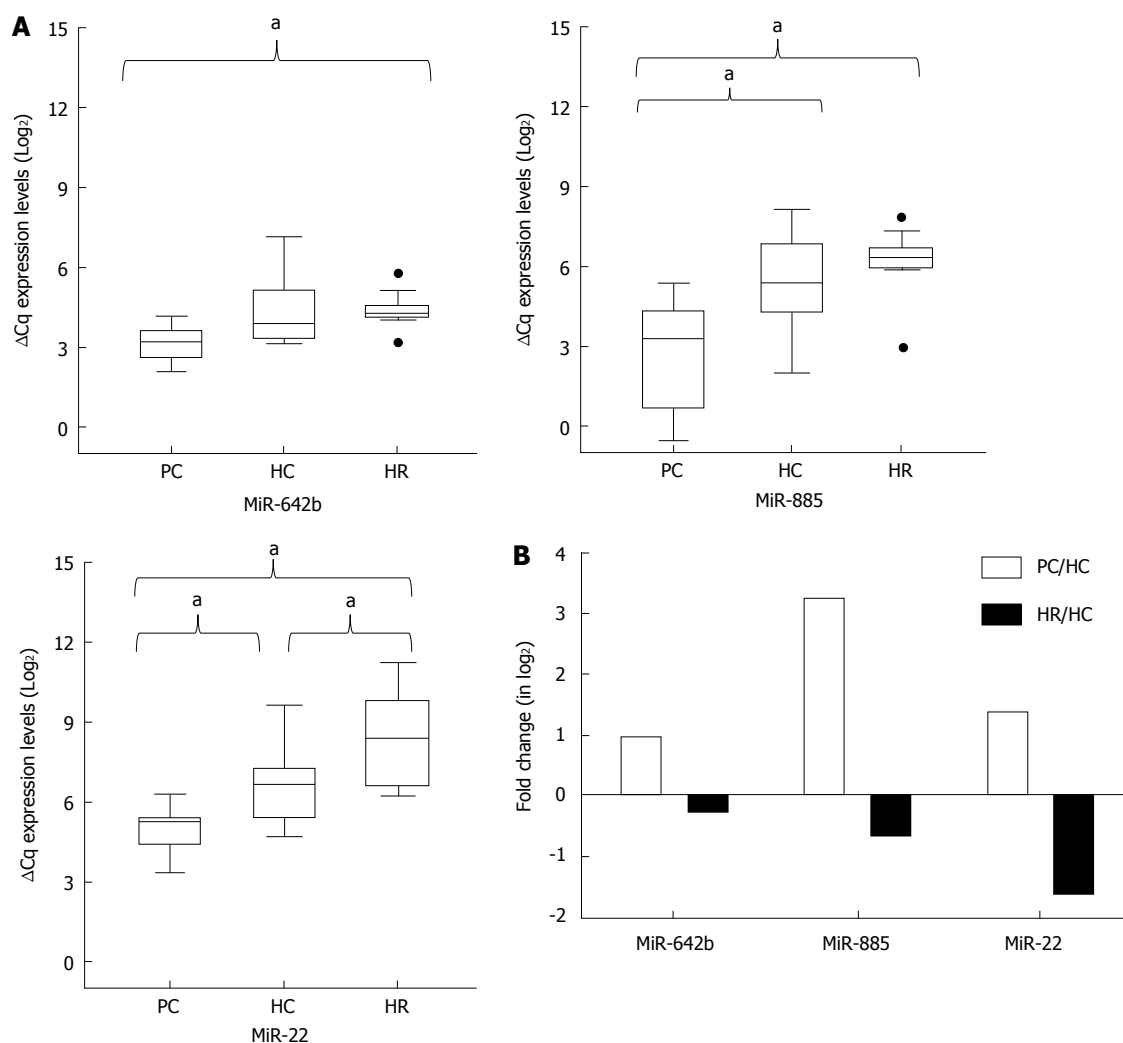 A
a
15
12
9
6
3
0
ΔCq expression levels (Log2)
PC HC HR
MiR-642b
a
a
15
12
9
6
3
0
ΔCq expression levels (Log2)
PC HC HR
MiR-885
a
a a
15
12
9
6
3
0
ΔCq expression levels (Log2)
PC HC HR
MiR-22
B
4
3
2
1
0
-1
-2
Fold change (in log2)
PC/HC
HR/HC
MiR-642b MiR-885 MiR-22